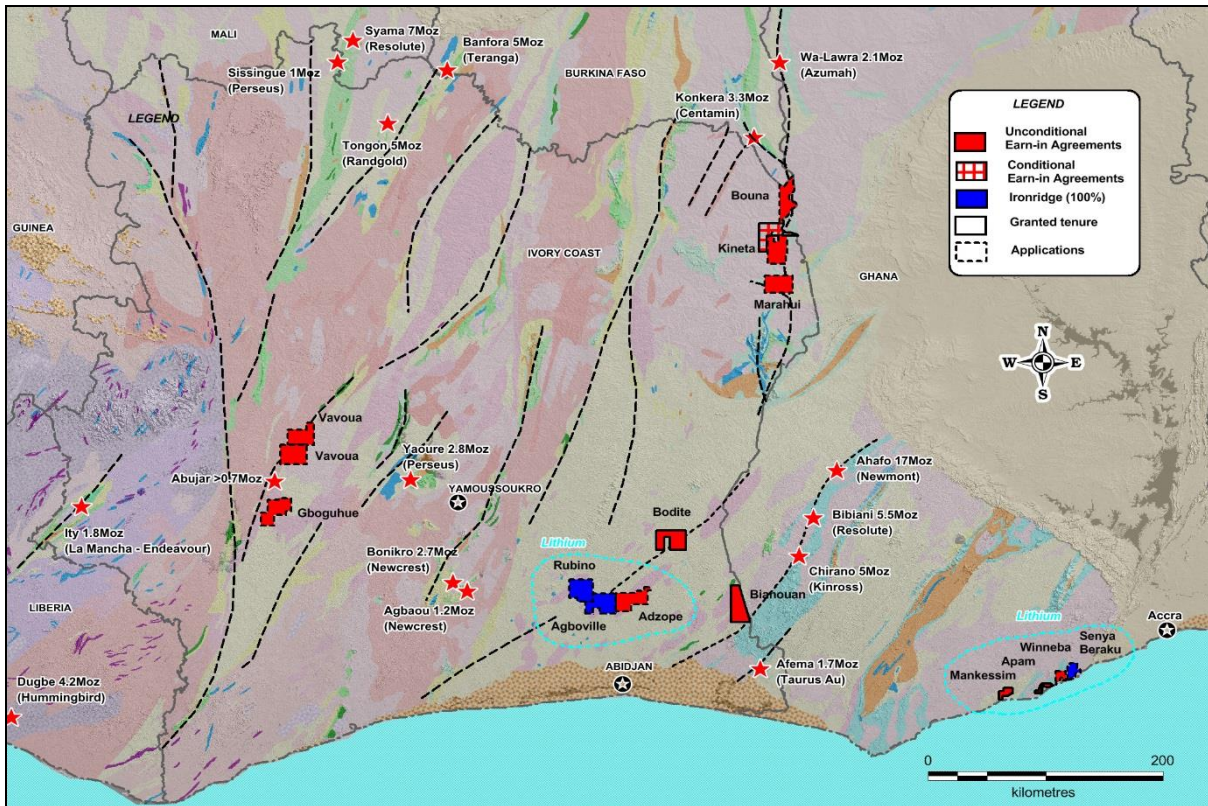 MALI
Syama 7Moz
(Resolute)
Sissingue 1Moz
(Perseus)
Banfora 5Moz
(Teranga)
BURKINA FASO
Wa-Lawra 2.1Moz
(Azumah)
LEGEND
Tongon 5Moz
(Randgold)
Konkera 3.3Moz
(Centamin)
LEGEND
Unconditional
Earn-in Agreements
Conditional
Earn-in Agreements
Ironridge (100%)
Granted tenure
Applications
GUINEA
IVORY COAST
Bouna
Kineta
GHANA
Marahui
N
W
E
S
Vavoua
Vavoua
Abujar >0.7Moz
Yaoure 2.8Moz
(Perseus)
YAMOUSSOUKRO
Gboguhue
Ity 1.8Moz
(La Mancha - Endeavour)
Ahafo 17Moz
(Newmont)
Bibiani 5.5Moz
(Resolute)
Chirano 5Moz
(Kinross)
Bodite
Lithium
Bonikro 2.7Moz
(Newcrest)
Agbaou 1.2Moz
(Newcrest)
Rubino
Agboville
Adzope
Bianouan
LIBERIA
Dugbe 4.2Moz
(Hummingbird)
ABIDJAN
Afema 1.7Moz
(Taurus Au)
Lithium
Accra
Senya
Beraku
Winneba
Apam
Mankessim
0
200
kilometres